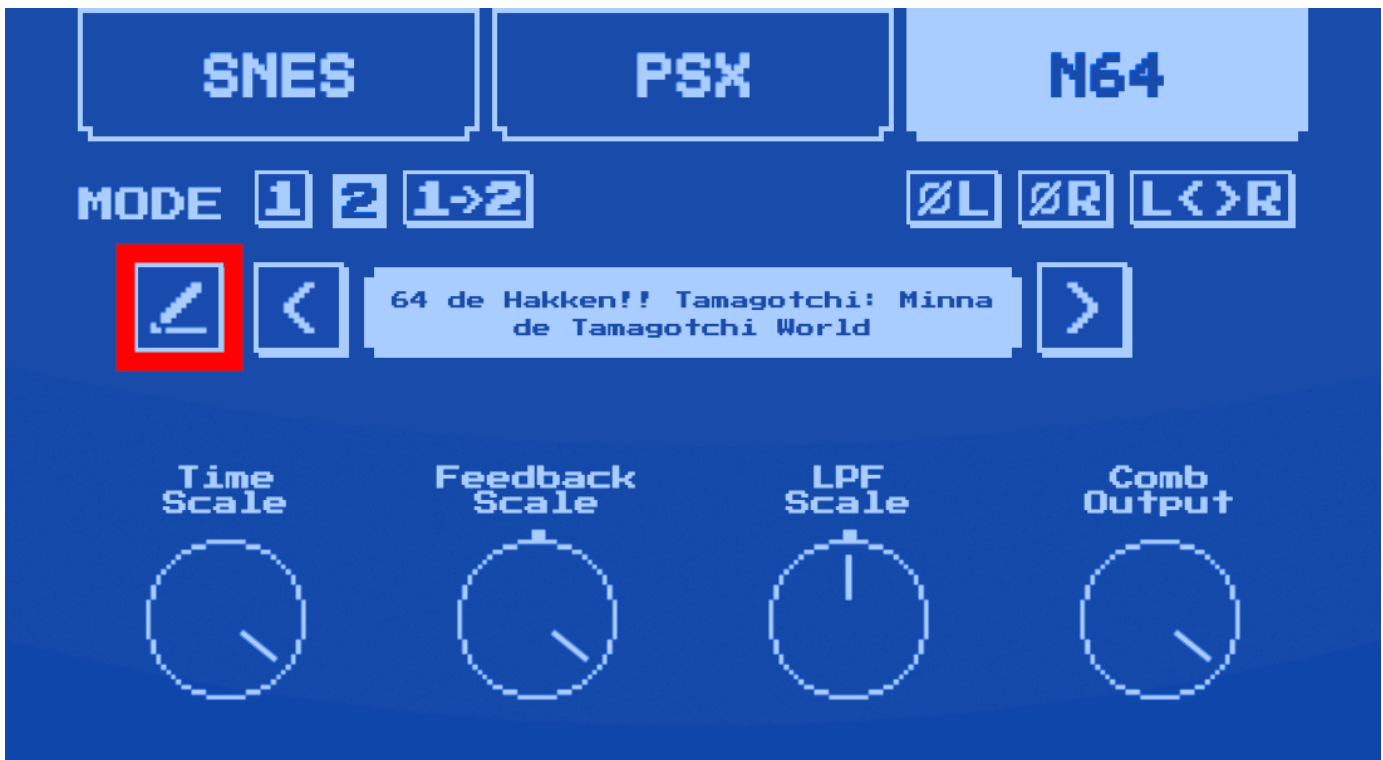 SNES PSX N64
MODE 1 2 1->2 ØL ØR L<>R
< 64 de Hakken!! Tamagotchi: Minna >
de Tamagotchi World
Time Feedback LPF Comb
Scale Scale Scale Output